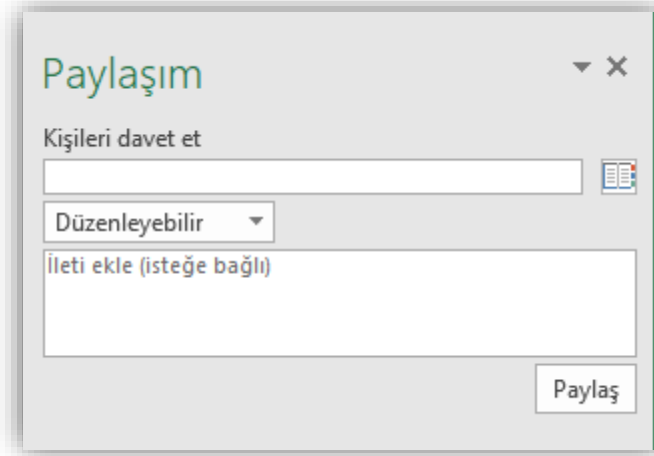 Paylaşım
Kişileri davet et
Düzenleyebilir
İleti ekle (isteğe bağlı)
Paylaş